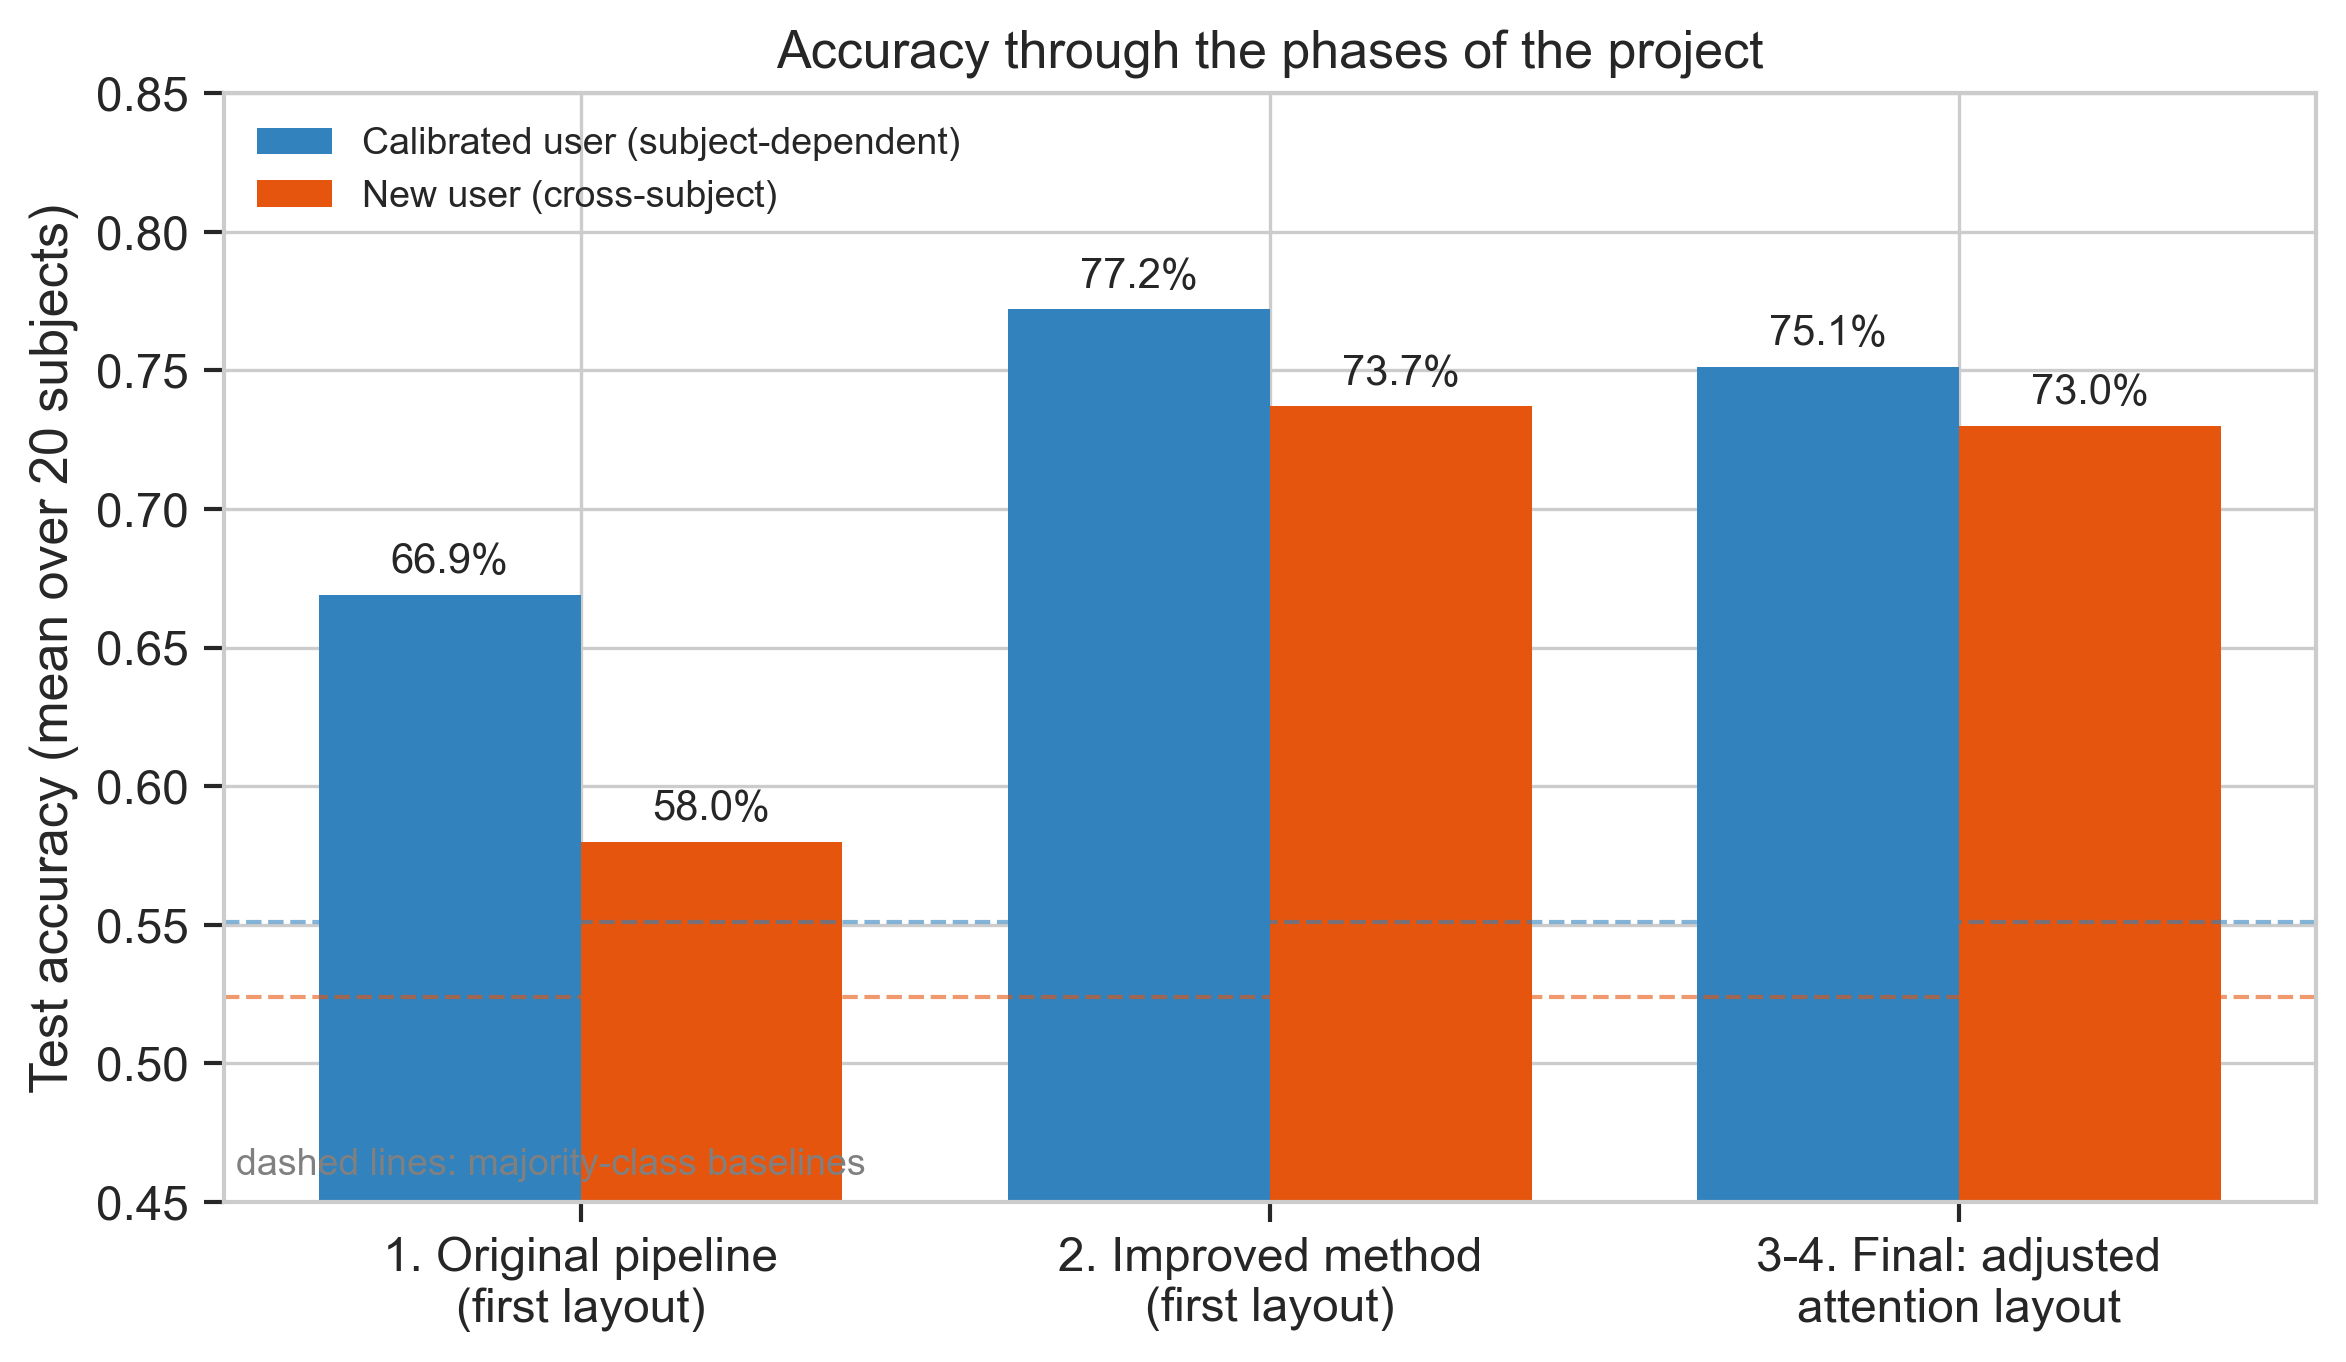 Accuracy through the phases of the project
Test accuracy (mean over 20 subjects)
0.85
0.80
0.75
0.70
0.65
0.60
0.55
0.50
0.45
Calibrated user (subject-dependent)
New user (cross-subject)
66.9%
58.0%
77.2%
73.7%
75.1%
73.0%
dashed lines: majority-class baselines
1. Original pipeline
(first layout)
2. Improved method
(first layout)
3-4. Final: adjusted
attention layout